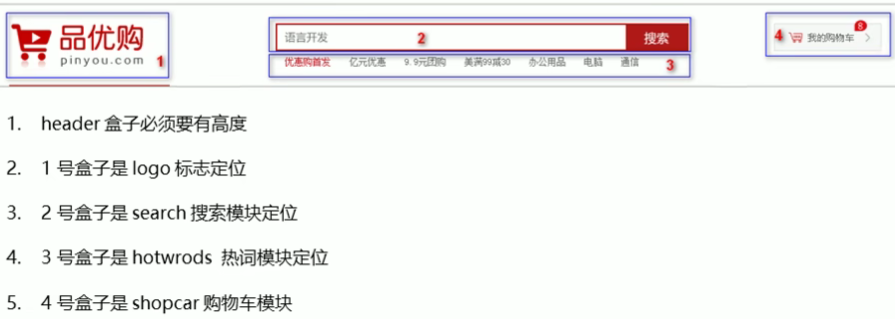 品优购
pinyou.com
1
语言开发
2
搜索
4
我的购物车
8
优惠购首发 亿元优惠 9.9元团购 美满99减30 办公用品 电脑 通信
3
1. header 盒子必须要有高度
2. 1 号盒子是 logo 标志定位
3. 2 号盒子是 search 搜索模块定位
4. 3 号盒子是 hotwrods 热词模块定位
5. 4 号盒子是 shopcar 购物车模块